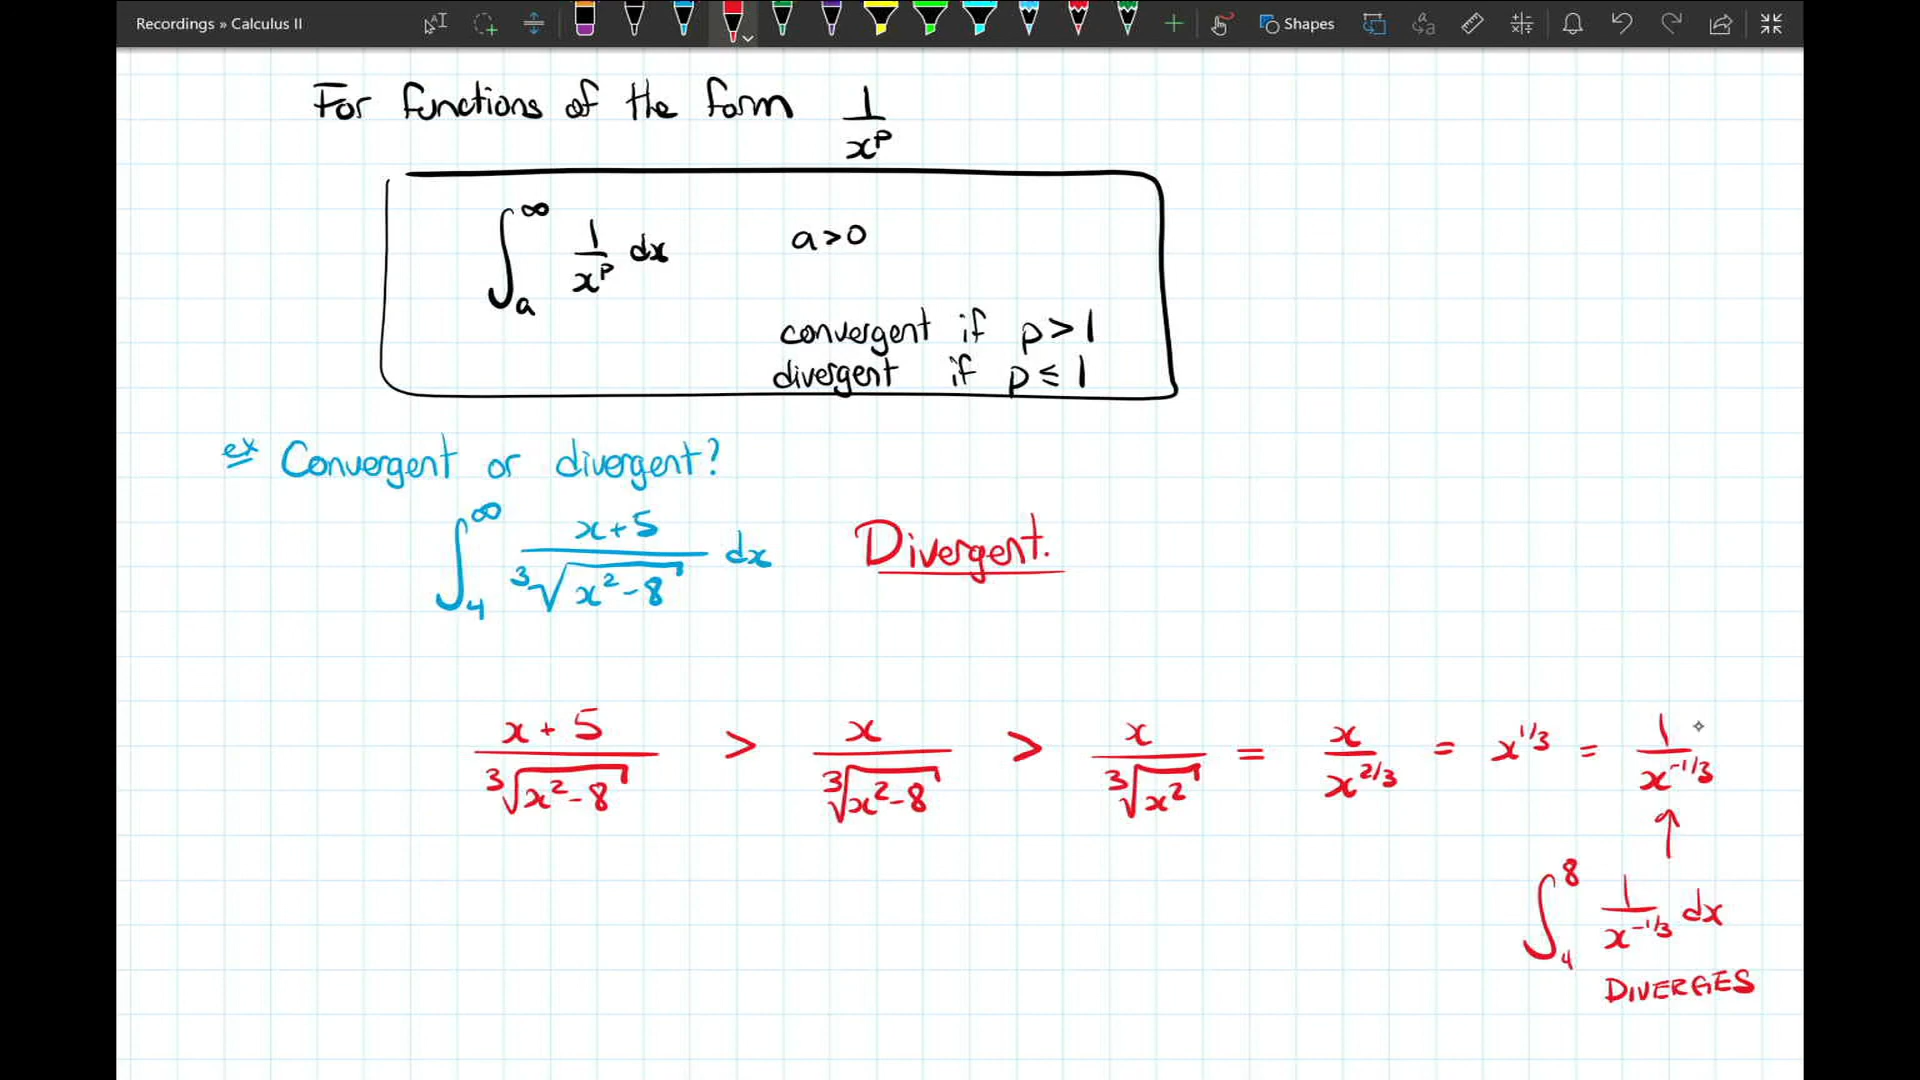 Recordings » Calculus II
Shapes
For functions of the form 1/x^p
∫_a^∞ 1/x^p dx a>0
convergent if p>1
divergent if p≤1
ex Convergent or divergent?
∫_4^∞ (x+5)/∛(x²-8) dx Divergent.
(x+5)/∛(x²-8) > x/∛(x²-8) > x/∛(x²) = x/x^(2/3) = x^(1/3) = 1/x^(-1/3)
∫_4^8 1/x^(-1/3) dx
DIVERGES